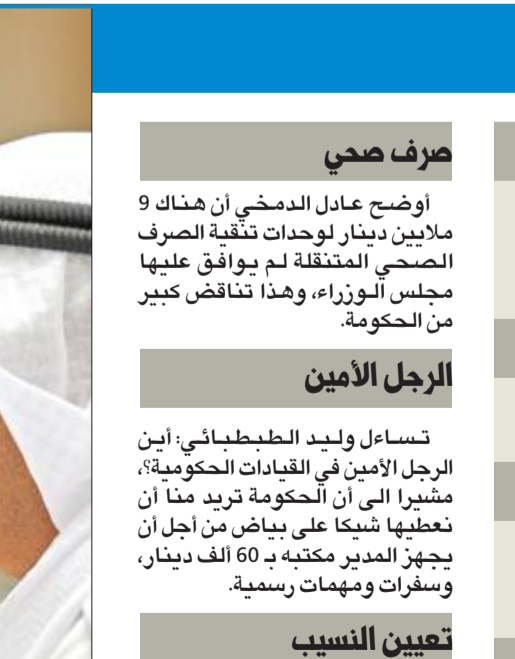 صرف صحي
أوضح عادل الدمخي أن هناك 9
ملايين دينار لوحدات تنقية الصرف
الصحي المتنقلة لم يوافق عليها
مجلس الوزراء، وهذا تناقض كبير
من الحكومة.
الرجل الأمين
تساءل وليد الطبطبائي: أين
الرجل الأمين في القيادات الحكومية؟،
مشيرا الى أن الحكومة تريد منا أن
نعطيها شيكا على بياض من أجل أن
يجهز المدير مكتبه بـ 60 ألف دينار،
وسفرات ومهمات رسمية.
تعيين النسيب